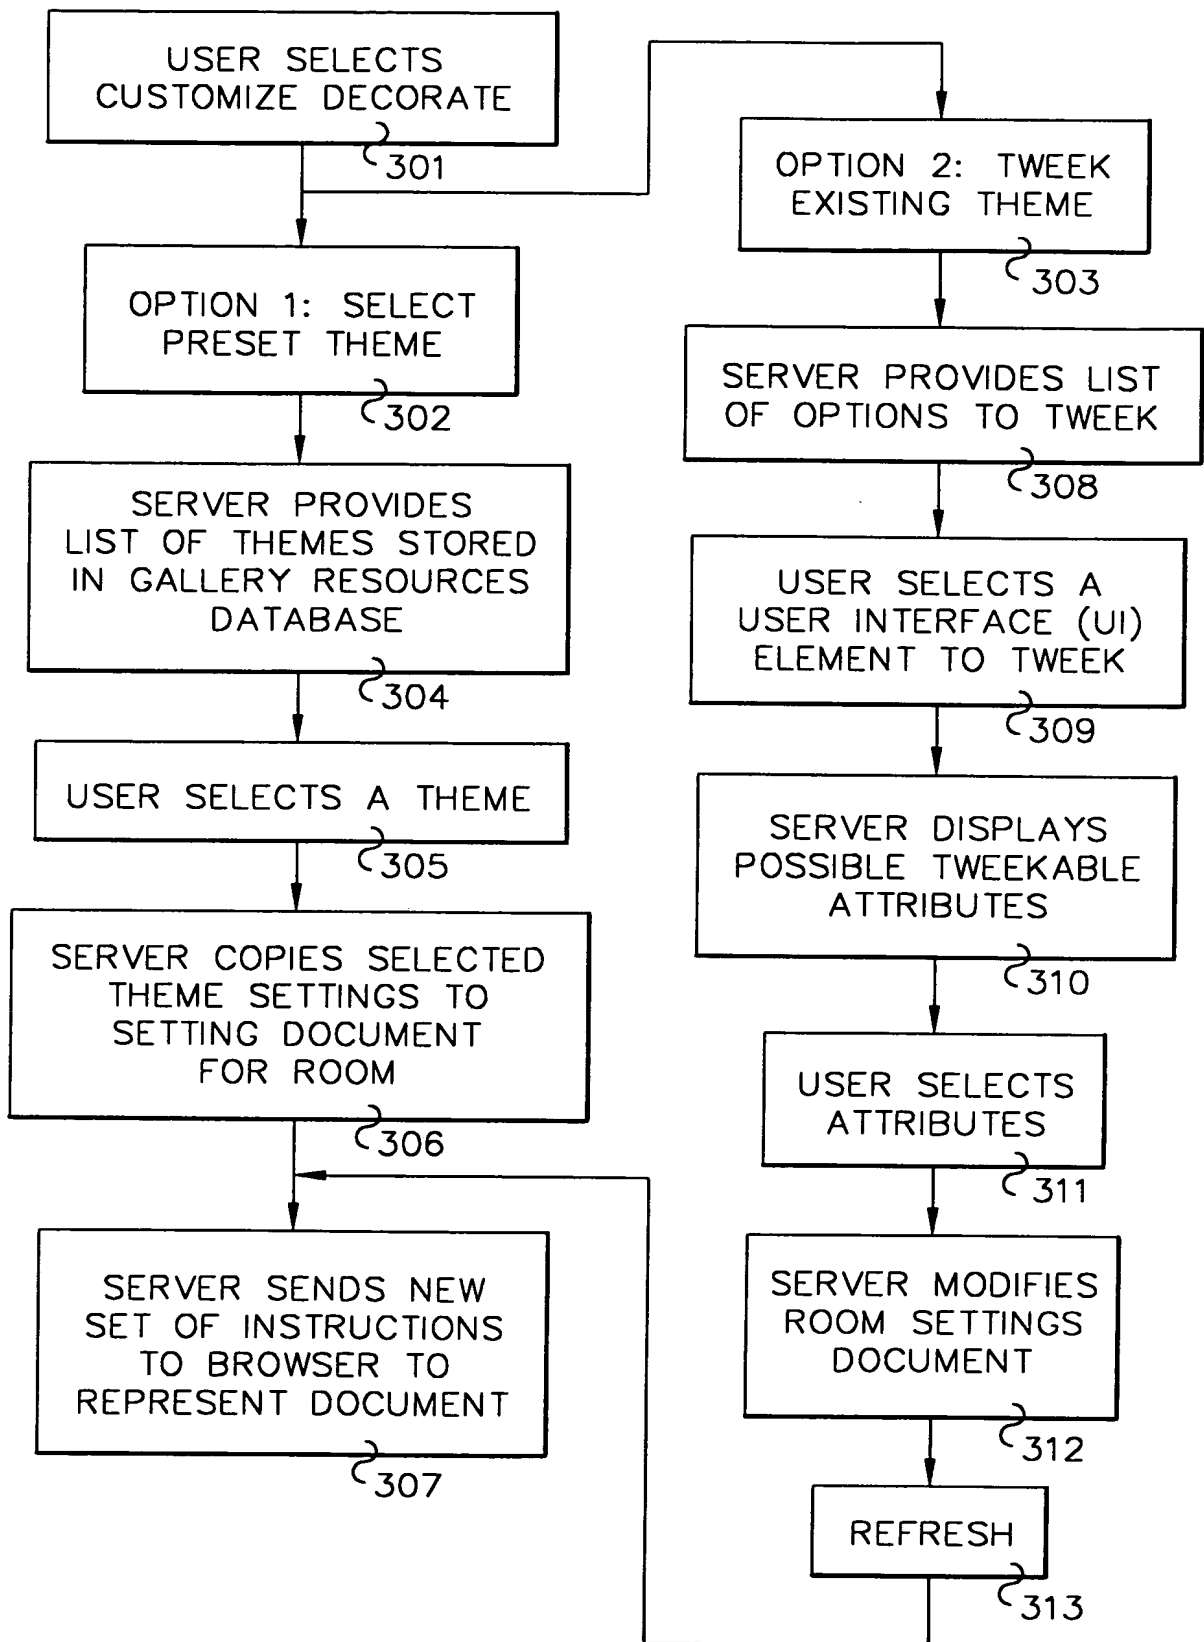 USER SELECTS
CUSTOMIZE DECORATE
301
OPTION 1: SELECT
PRESET THEME
302
SERVER PROVIDES
LIST OF THEMES STORED
IN GALLERY RESOURCES
DATABASE
304
USER SELECTS A THEME
305
SERVER COPIES SELECTED
THEME SETTINGS TO
SETTING DOCUMENT
FOR ROOM
306
SERVER SENDS NEW
SET OF INSTRUCTIONS
TO BROWSER TO
REPRESENT DOCUMENT
307
OPTION 2: TWEEK
EXISTING THEME
303
SERVER PROVIDES LIST
OF OPTIONS TO TWEEK
308
USER SELECTS A
USER INTERFACE (UI)
ELEMENT TO TWEEK
309
SERVER DISPLAYS
POSSIBLE TWEEKABLE
ATTRIBUTES
310
USER SELECTS
ATTRIBUTES
311
SERVER MODIFIES
ROOM SETTINGS
DOCUMENT
312
REFRESH
313